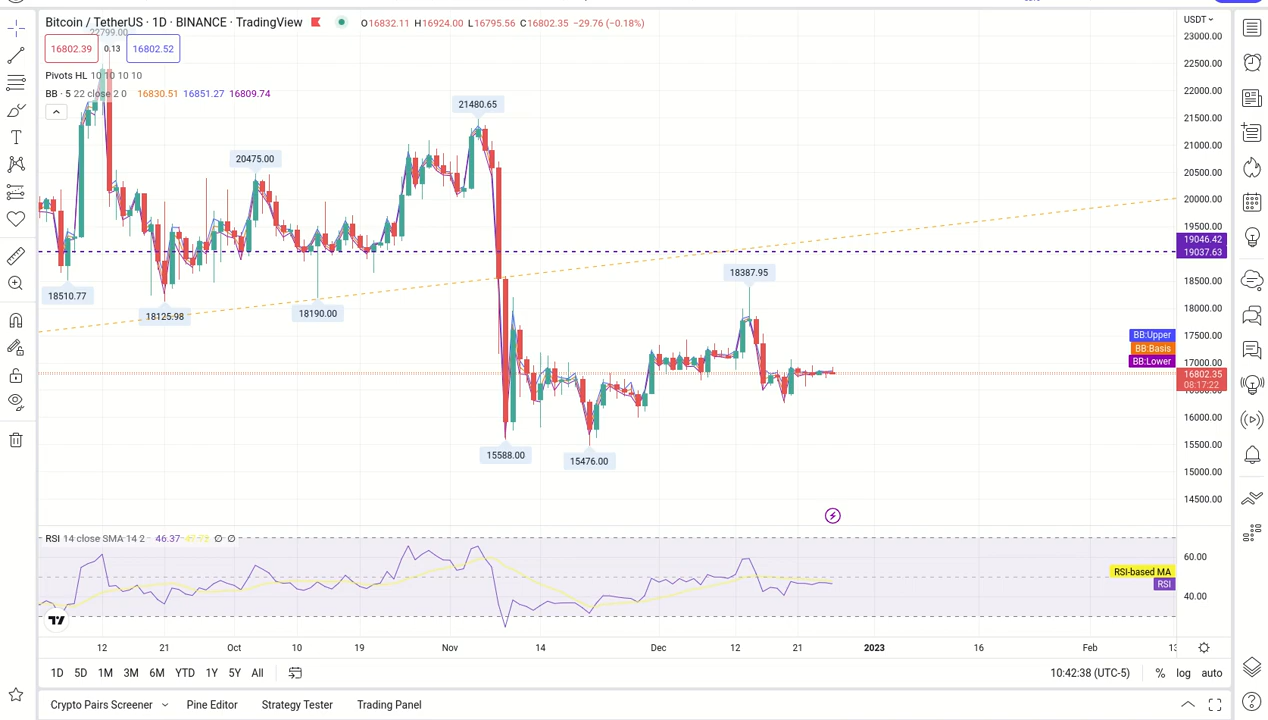 Bitcoin / TetherUS · 1D · BINANCE · TradingView O16832.11 H16924.00 L16795.56 C16802.35 −29.76 (−0.18%)
USDT
22799.00
16802.39 0.13 16802.52
Pivots HL 10 10 10 10
BB · 5 22 close 2 0 16830.51 16851.27 16809.74
23000.00
22500.00
22000.00
21500.00
21000.00
20500.00
20000.00
19500.00
19046.42
19037.63
18500.00
18000.00
17500.00
17000.00
16802.35
08:17:22
16000.00
15500.00
15000.00
14500.00
21480.65
20475.00
18510.77
18125.98
18190.00
18387.95
15588.00
15476.00
BB:Upper
BB:Basis
BB:Lower
RSI 14 close SMA 14 2 46.37 47.72 ∅ ∅
60.00
RSI-based MA
RSI
40.00
12 21 Oct 10 19 Nov 14 Dec 12 21 2023 16 Feb 13
1D 5D 1M 3M 6M YTD 1Y 5Y All 10:42:38 (UTC-5) % log auto
Crypto Pairs Screener Pine Editor Strategy Tester Trading Panel